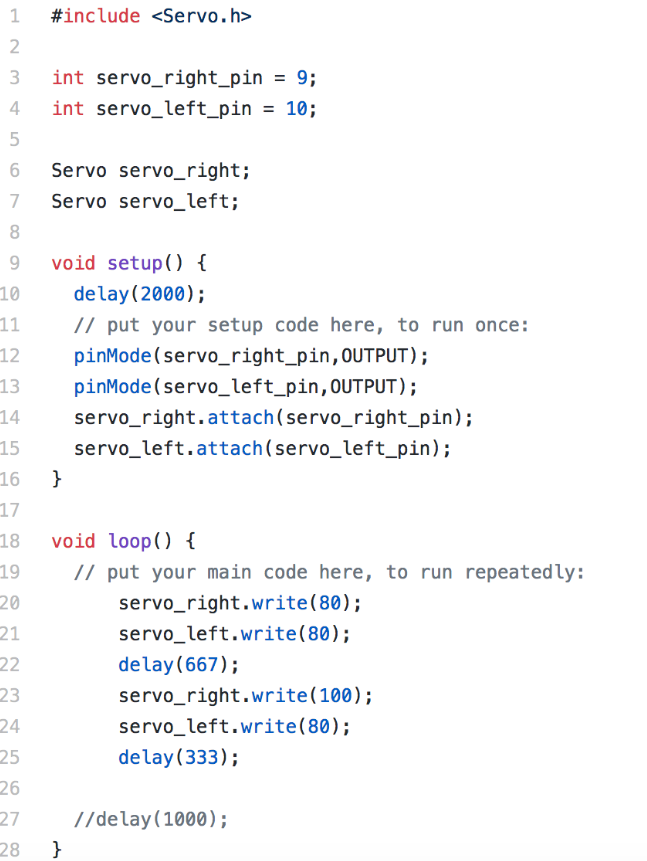 1 #include <Servo.h>
2
3 int servo_right_pin = 9;
4 int servo_left_pin = 10;
5
6 Servo servo_right;
7 Servo servo_left;
8
9 void setup() {
10 delay(2000);
11 // put your setup code here, to run once:
12 pinMode(servo_right_pin,OUTPUT);
13 pinMode(servo_left_pin,OUTPUT);
14 servo_right.attach(servo_right_pin);
15 servo_left.attach(servo_left_pin);
16 }
17
18 void loop() {
19 // put your main code here, to run repeatedly:
20 servo_right.write(80);
21 servo_left.write(80);
22 delay(667);
23 servo_right.write(100);
24 servo_left.write(80);
25 delay(333);
26
27 //delay(1000);
28 }